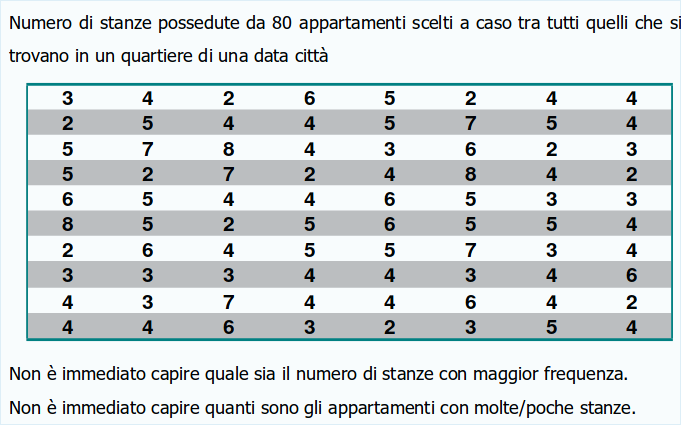 Numero di stanze possedute da 80 appartamenti scelti a caso tra tutti quelli che si
trovano in un quartiere di una data città
3 4 2 6 5 2 4 4
2 5 4 4 5 7 5 4
5 7 8 4 3 6 2 3
5 2 7 2 4 8 4 2
6 5 4 4 6 5 3 3
8 5 2 5 6 5 5 4
2 6 4 5 5 7 3 4
3 3 3 4 4 3 4 6
4 3 7 4 4 6 4 2
4 4 6 3 2 3 5 4
Non è immediato capire quale sia il numero di stanze con maggior frequenza.
Non è immediato capire quanti sono gli appartamenti con molte/poche stanze.